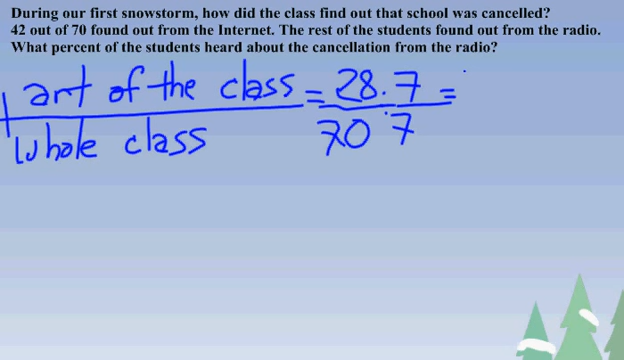 During our first snowstorm, how did the class find out that school was cancelled?
42 out of 70 found out from the Internet. The rest of the students found out from the radio.
What percent of the students heard about the cancellation from the radio?
part of the class = 28 . 7 =
whole class 70 . 7